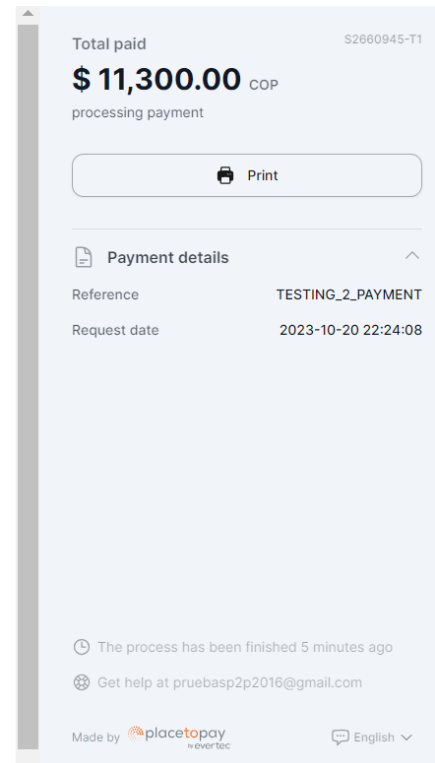 Total paid
S2660945-T1
$ 11,300.00 COP
processing payment
Print
Payment details
Reference TESTING_2_PAYMENT
Request date 2023-10-20 22:24:08
The process has been finished 5 minutes ago
Get help at pruebasp2p2016@gmail.com
Made by placetopay
by evertec
English